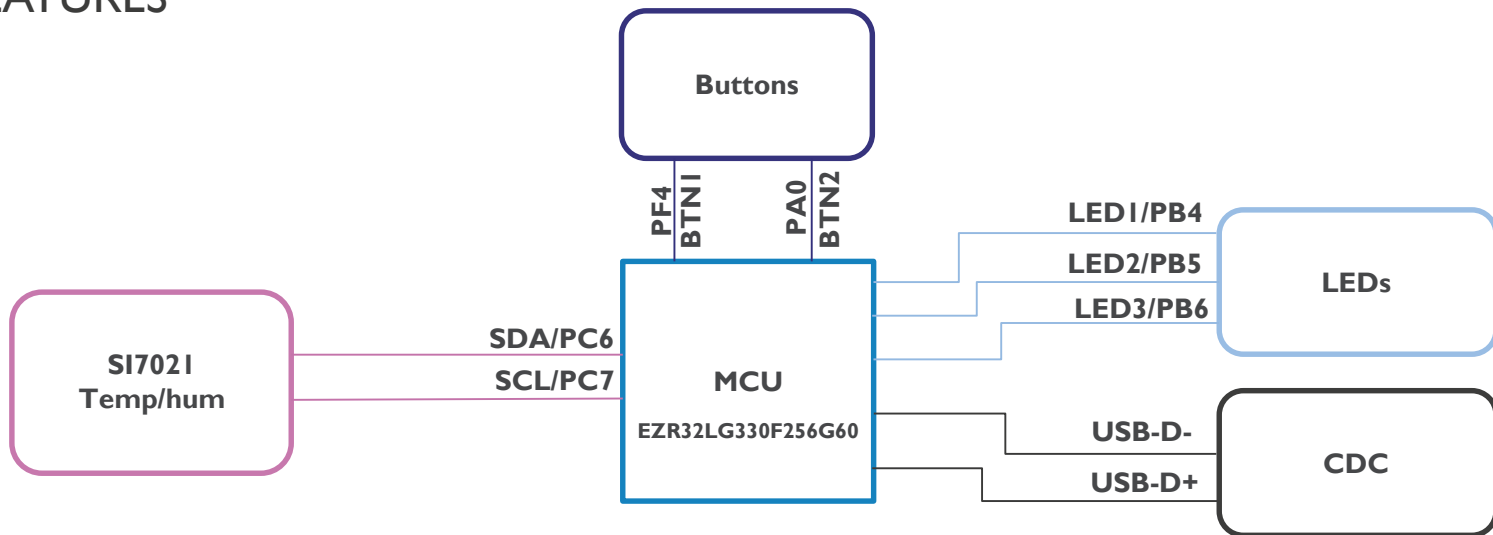 Buttons
PF4
BTN1
PA0
BTN2
LED1/PB4
LED2/PB5
LED3/PB6
LEDs
SI7021
Temp/hum
SDA/PC6
SCL/PC7
MCU
EZR32LG330F256G60
USB-D-
USB-D+
CDC